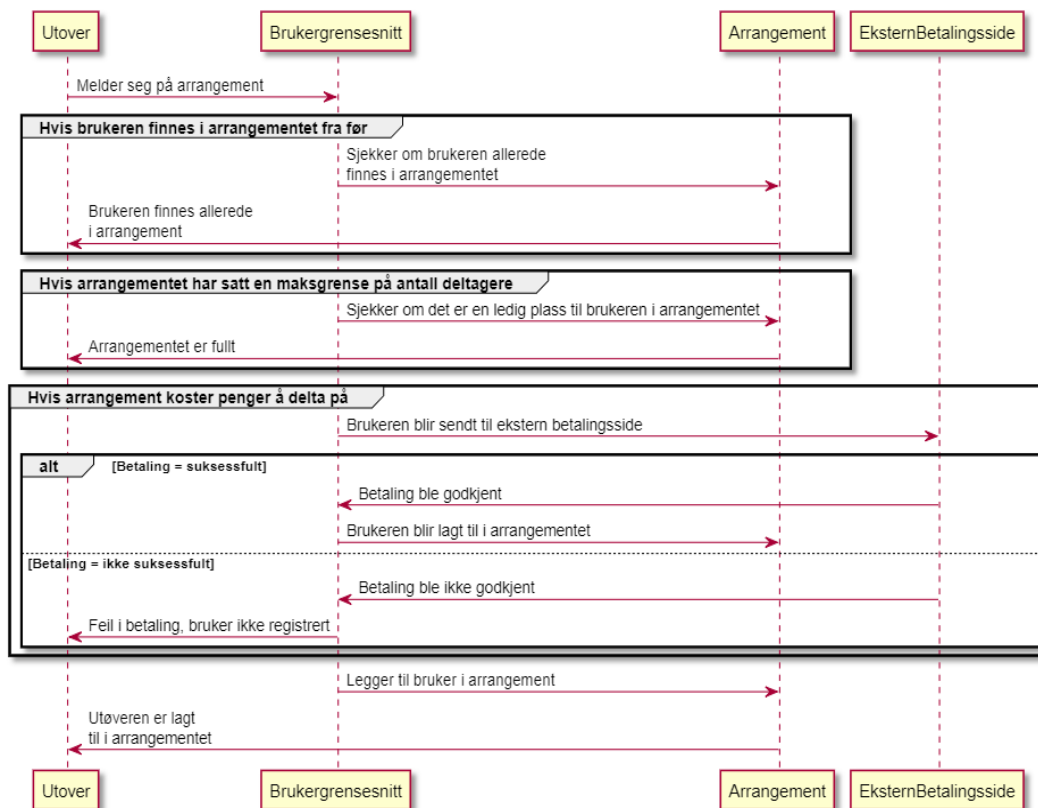 Utover
Brukergrensesnitt
Arrangement
EksternBetalingsside
Melder seg på arrangement
Hvis brukeren finnes i arrangementet fra før
Sjekker om brukeren allerede
finnes i arrangementet
Brukeren finnes allerede
i arrangement
Hvis arrangementet har satt en maksgrense på antall deltagere
Sjekker om det er en ledig plass til brukeren i arrangementet
Arrangementet er fullt
Hvis arrangement koster penger å delta på
Brukeren blir sendt til ekstern betalingsside
alt
[Betaling = suksessfult]
Betaling ble godkjent
Brukeren blir lagt til i arrangementet
[Betaling = ikke suksessfult]
Betaling ble ikke godkjent
Feil i betaling, bruker ikke registrert
Legger til bruker i arrangement
Utøveren er lagt
til i arrangementet
Utover
Brukergrensesnitt
Arrangement
EksternBetalingsside